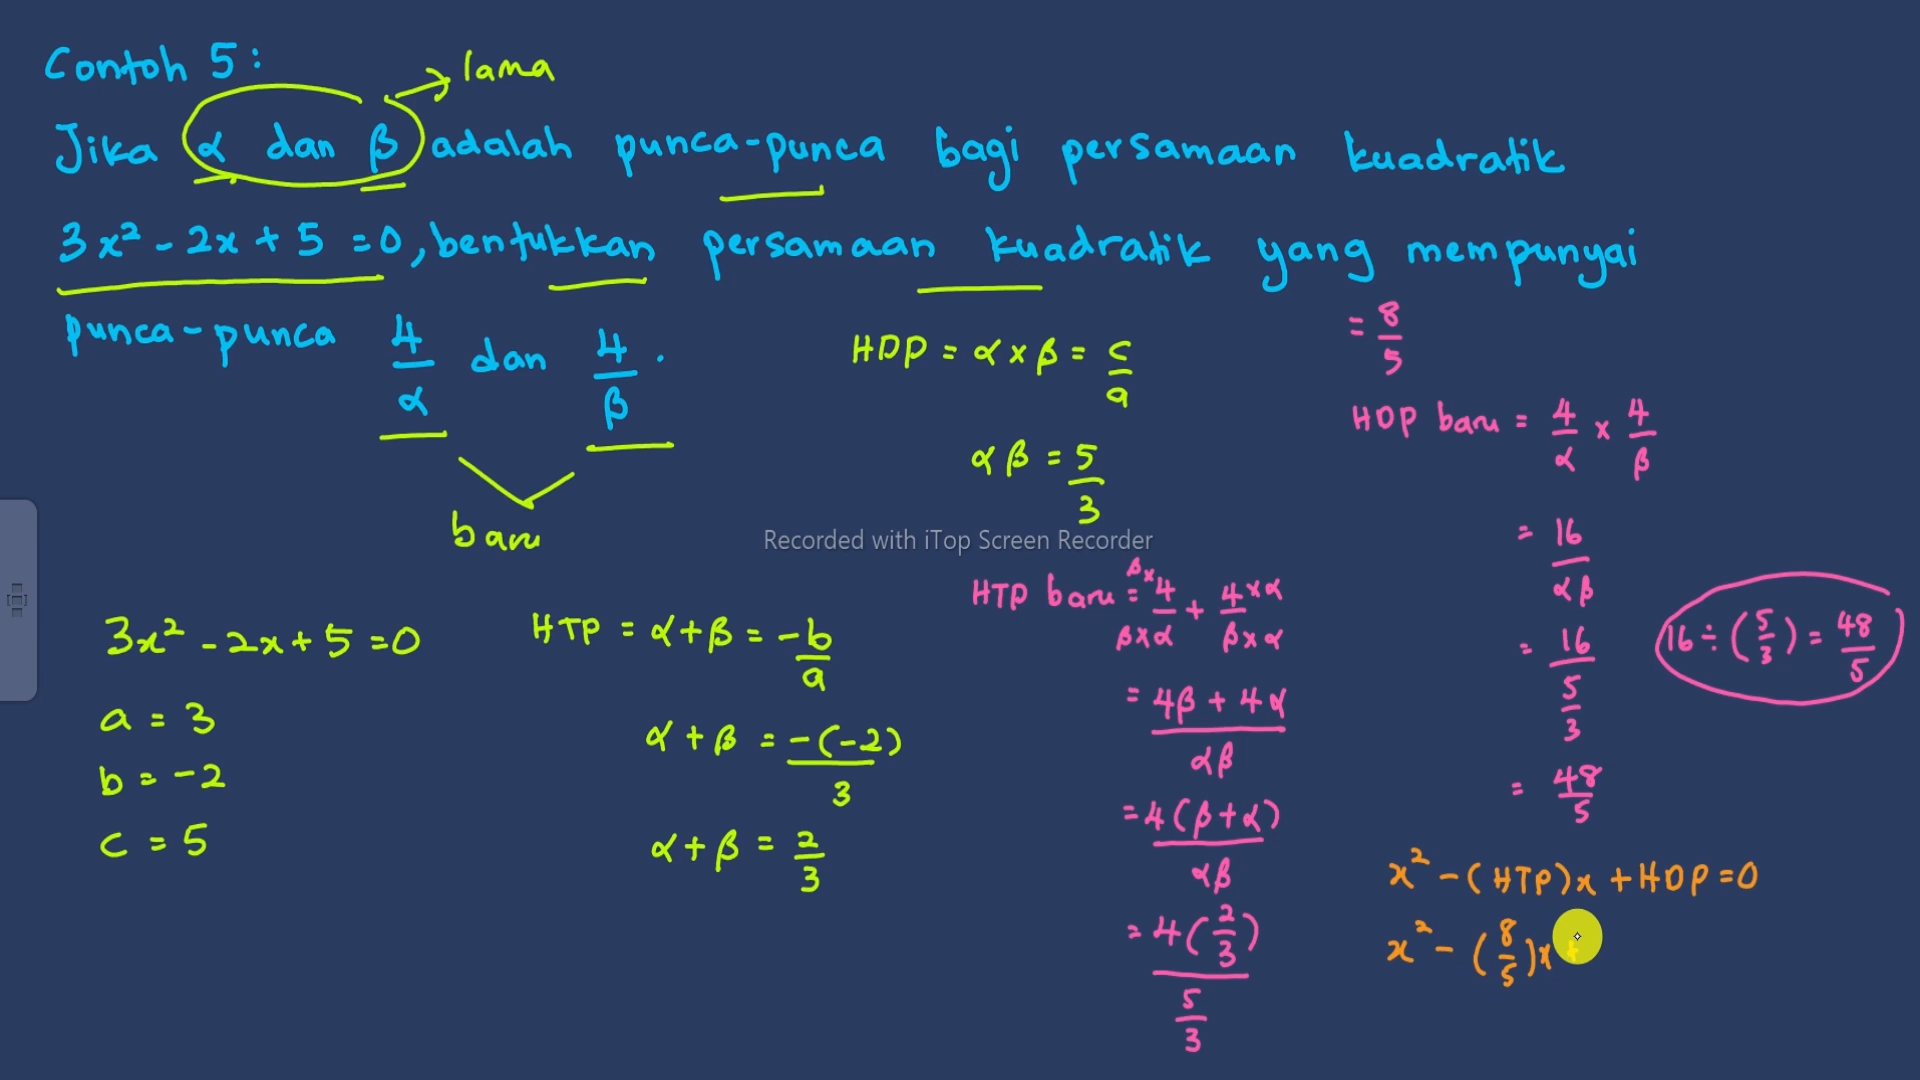 Contoh 5:
lama
Jika α dan β adalah punca-punca bagi persamaan kuadratik
3x² - 2x + 5 = 0, bentukkan persamaan kuadratik yang mempunyai
punca-punca 4/α dan 4/β.
baru
3x² - 2x + 5 = 0
a = 3
b = -2
c = 5
HTP = α + β = -b/a
α + β = -(-2)/3
α + β = 2/3
HDP = α × β = c/a
αβ = 5/3
Recorded with iTop Screen Recorder
HTP baru = β×4/β×α + 4×α/β×α
= 4β + 4α/αβ
= 4(β+α)/αβ
= 4(2/3)/(5/3)
= 8/5
HDP baru = 4/α × 4/β
= 16/αβ
= 16/(5/3)
16 ÷ (5/3) = 48/5
= 48/5
x² - (HTP)x + HDP = 0
x² - (8/5)x +